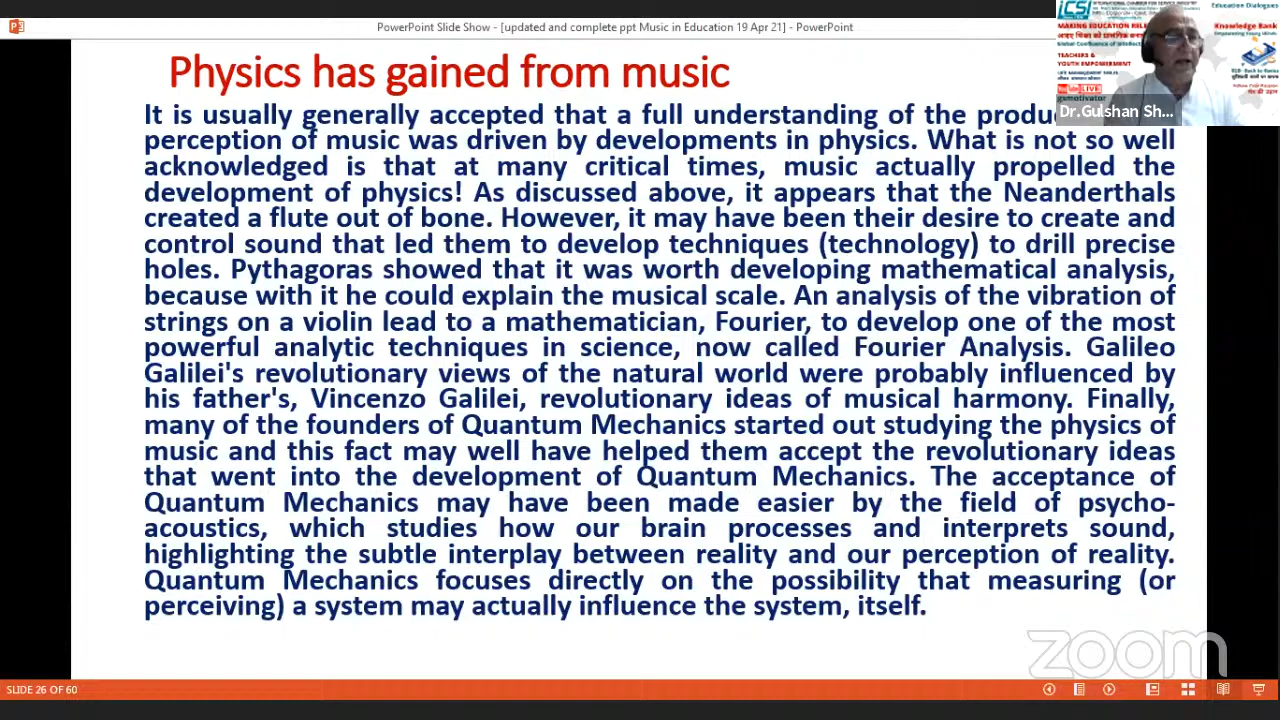 PowerPoint Slide Show - [updated and complete ppt Music in Education 19 Apr 21] - PowerPoint
iCSi
Education Dialogues
Knowledge Bank
MAKING EDUCATION
TEACHERS &
YOUTH EMPOWERMENT
LIVE
gsmotivator
Dr.Gulshan Sh...
Physics has gained from music
It is usually generally accepted that a full understanding of the
perception of music was driven by developments in physics. What is not so well
acknowledged is that at many critical times, music actually propelled the
development of physics! As discussed above, it appears that the Neanderthals
created a flute out of bone. However, it may have been their desire to create and
control sound that led them to develop techniques (technology) to drill precise
holes. Pythagoras showed that it was worth developing mathematical analysis,
because with it he could explain the musical scale. An analysis of the vibration of
strings on a violin lead to a mathematician, Fourier, to develop one of the most
powerful analytic techniques in science, now called Fourier Analysis. Galileo
Galilei's revolutionary views of the natural world were probably influenced by
his father's, Vincenzo Galilei, revolutionary ideas of musical harmony. Finally,
many of the founders of Quantum Mechanics started out studying the physics of
music and this fact may well have helped them accept the revolutionary ideas
that went into the development of Quantum Mechanics. The acceptance of
Quantum Mechanics may have been made easier by the field of psycho-
acoustics, which studies how our brain processes and interprets sound,
highlighting the subtle interplay between reality and our perception of reality.
Quantum Mechanics focuses directly on the possibility that measuring (or
perceiving) a system may actually influence the system, itself.
zoom
SLIDE 26 OF 60